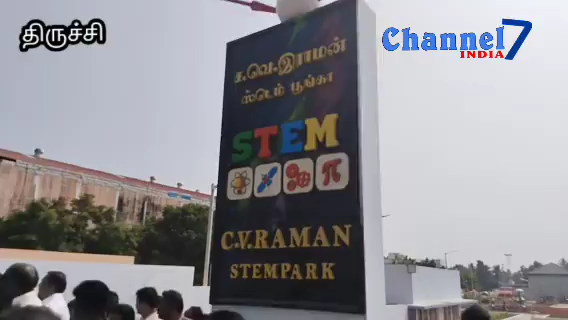 திருச்சி
Channel 7
INDIA
ச.வெ.இராமன்
ஸ்டெம் பூங்கா
STEM
π
C.V.RAMAN
STEMPARK